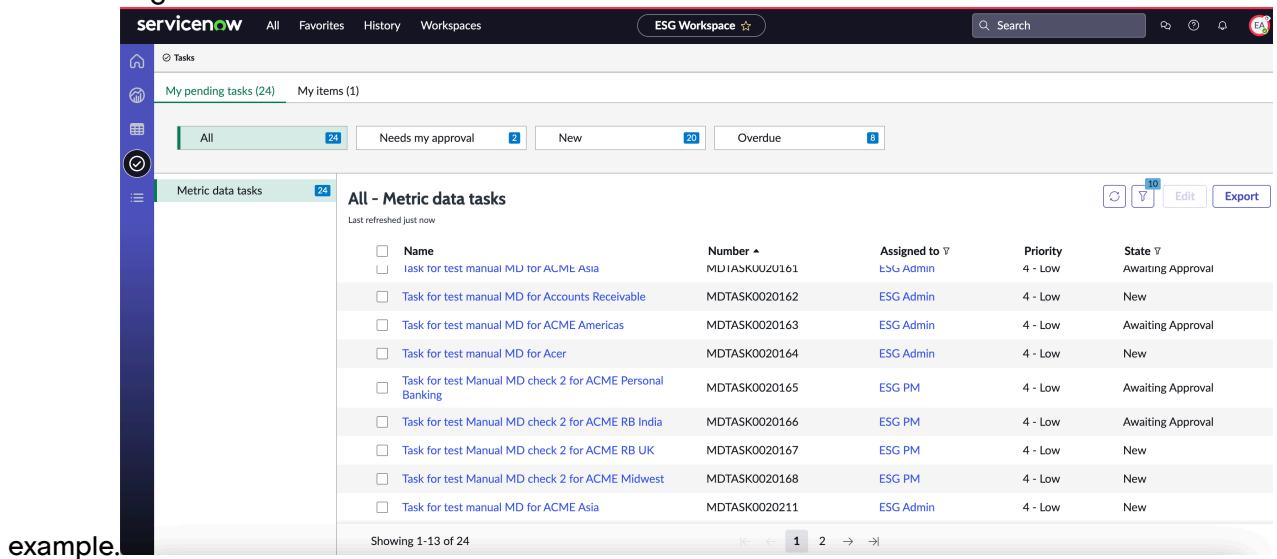 servicenow All Favorites History Workspaces ESG Workspace ☆ Search EA
Tasks
My pending tasks (24) My items (1)
All 24 Needs my approval 2 New 20 Overdue 8
Metric data tasks 24
All - Metric data tasks 10 Edit Export
Last refreshed just now
Name Number Assigned to Priority State
Task for test manual MD for ACME Asia MDTASK0020161 ESG Admin 4 - Low Awaiting Approval
Task for test manual MD for Accounts Receivable MDTASK0020162 ESG Admin 4 - Low New
Task for test manual MD for ACME Americas MDTASK0020163 ESG Admin 4 - Low Awaiting Approval
Task for test manual MD for Acer MDTASK0020164 ESG Admin 4 - Low New
Task for test Manual MD check 2 for ACME Personal
Banking MDTASK0020165 ESG PM 4 - Low Awaiting Approval
Task for test Manual MD check 2 for ACME RB India MDTASK0020166 ESG PM 4 - Low Awaiting Approval
Task for test Manual MD check 2 for ACME RB UK MDTASK0020167 ESG PM 4 - Low New
Task for test Manual MD check 2 for ACME Midwest MDTASK0020168 ESG PM 4 - Low New
Task for test manual MD for ACME Asia MDTASK0020211 ESG Admin 4 - Low New
Showing 1-13 of 24 1 2
example.